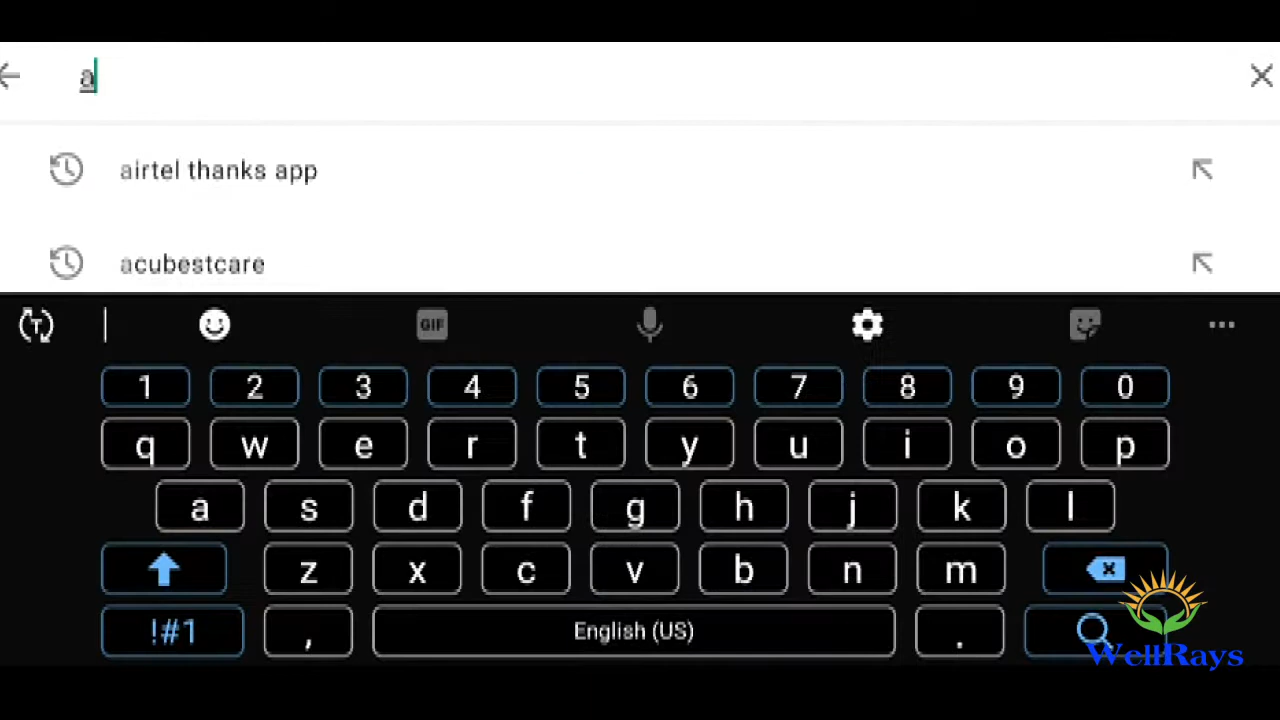 a
airtel thanks app
acubestcare
T
GIF
1 2 3 4 5 6 7 8 9 0
q w e r t y u i o p
a s d f g h j k l
z x c v b n m
!#1 , English (US) .
WellRays